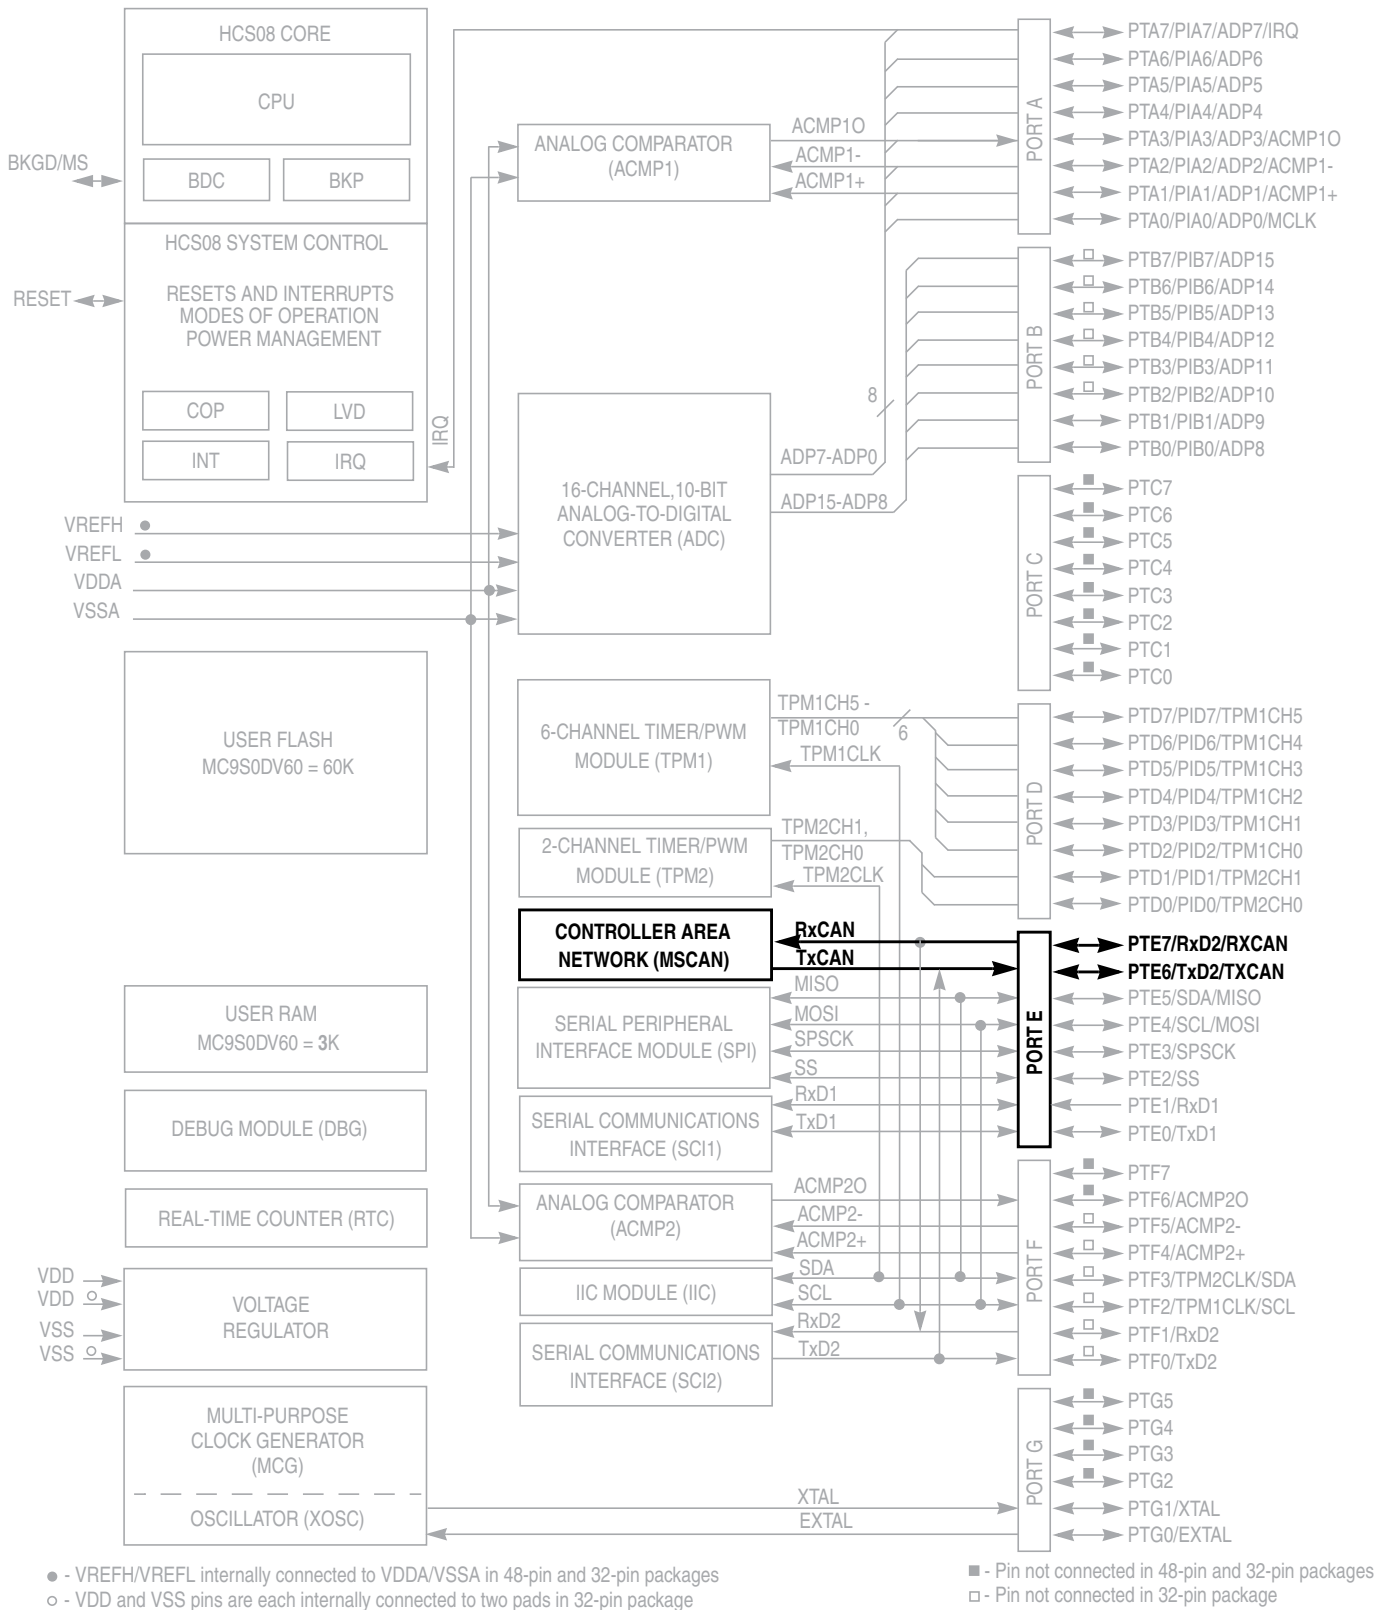 HCS08 CORE
CPU
BDC
BKP
BKGD/MS
HCS08 SYSTEM CONTROL
RESETS AND INTERRUPTS
MODES OF OPERATION
POWER MANAGEMENT
RESET
COP
LVD
INT
IRQ
IRQ
VREFH
VREFL
VDDA
VSSA
USER FLASH
MC9S0DV60 = 60K
USER RAM
MC9S0DV60 = 3K
DEBUG MODULE (DBG)
REAL-TIME COUNTER (RTC)
VDD
VDD
VSS
VSS
VOLTAGE
REGULATOR
MULTI-PURPOSE
CLOCK GENERATOR
(MCG)
OSCILLATOR (XOSC)
ANALOG COMPARATOR
(ACMP1)
ACMP1O
ACMP1-
ACMP1+
16-CHANNEL,10-BIT
ANALOG-TO-DIGITAL
CONVERTER (ADC)
8
ADP7-ADP0
ADP15-ADP8
6-CHANNEL TIMER/PWM
MODULE (TPM1)
TPM1CH5 -
TPM1CH0
6
TPM1CLK
2-CHANNEL TIMER/PWM
MODULE (TPM2)
TPM2CH1,
TPM2CH0
TPM2CLK
CONTROLLER AREA
NETWORK (MSCAN)
RxCAN
TxCAN
SERIAL PERIPHERAL
INTERFACE MODULE (SPI)
MISO
MOSI
SPSCK
SS
SERIAL COMMUNICATIONS
INTERFACE (SCI1)
RxD1
TxD1
ANALOG COMPARATOR
(ACMP2)
ACMP2O
ACMP2-
ACMP2+
IIC MODULE (IIC)
SDA
SCL
SERIAL COMMUNICATIONS
INTERFACE (SCI2)
RxD2
TxD2
XTAL
EXTAL
PORT A
PTA7/PIA7/ADP7/IRQ
PTA6/PIA6/ADP6
PTA5/PIA5/ADP5
PTA4/PIA4/ADP4
PTA3/PIA3/ADP3/ACMP1O
PTA2/PIA2/ADP2/ACMP1-
PTA1/PIA1/ADP1/ACMP1+
PTA0/PIA0/ADP0/MCLK
PORT B
PTB7/PIB7/ADP15
PTB6/PIB6/ADP14
PTB5/PIB5/ADP13
PTB4/PIB4/ADP12
PTB3/PIB3/ADP11
PTB2/PIB2/ADP10
PTB1/PIB1/ADP9
PTB0/PIB0/ADP8
PORT C
PTC7
PTC6
PTC5
PTC4
PTC3
PTC2
PTC1
PTC0
PORT D
PTD7/PID7/TPM1CH5
PTD6/PID6/TPM1CH4
PTD5/PID5/TPM1CH3
PTD4/PID4/TPM1CH2
PTD3/PID3/TPM1CH1
PTD2/PID2/TPM1CH0
PTD1/PID1/TPM2CH1
PTD0/PID0/TPM2CH0
PORT E
PTE7/RxD2/RXCAN
PTE6/TxD2/TXCAN
PTE5/SDA/MISO
PTE4/SCL/MOSI
PTE3/SPSCK
PTE2/SS
PTE1/RxD1
PTE0/TxD1
PORT F
PTF7
PTF6/ACMP2O
PTF5/ACMP2-
PTF4/ACMP2+
PTF3/TPM2CLK/SDA
PTF2/TPM1CLK/SCL
PTF1/RxD2
PTF0/TxD2
PORT G
PTG5
PTG4
PTG3
PTG2
PTG1/XTAL
PTG0/EXTAL
● - VREFH/VREFL internally connected to VDDA/VSSA in 48-pin and 32-pin packages
○ - VDD and VSS pins are each internally connected to two pads in 32-pin package
■ - Pin not connected in 48-pin and 32-pin packages
□ - Pin not connected in 32-pin package